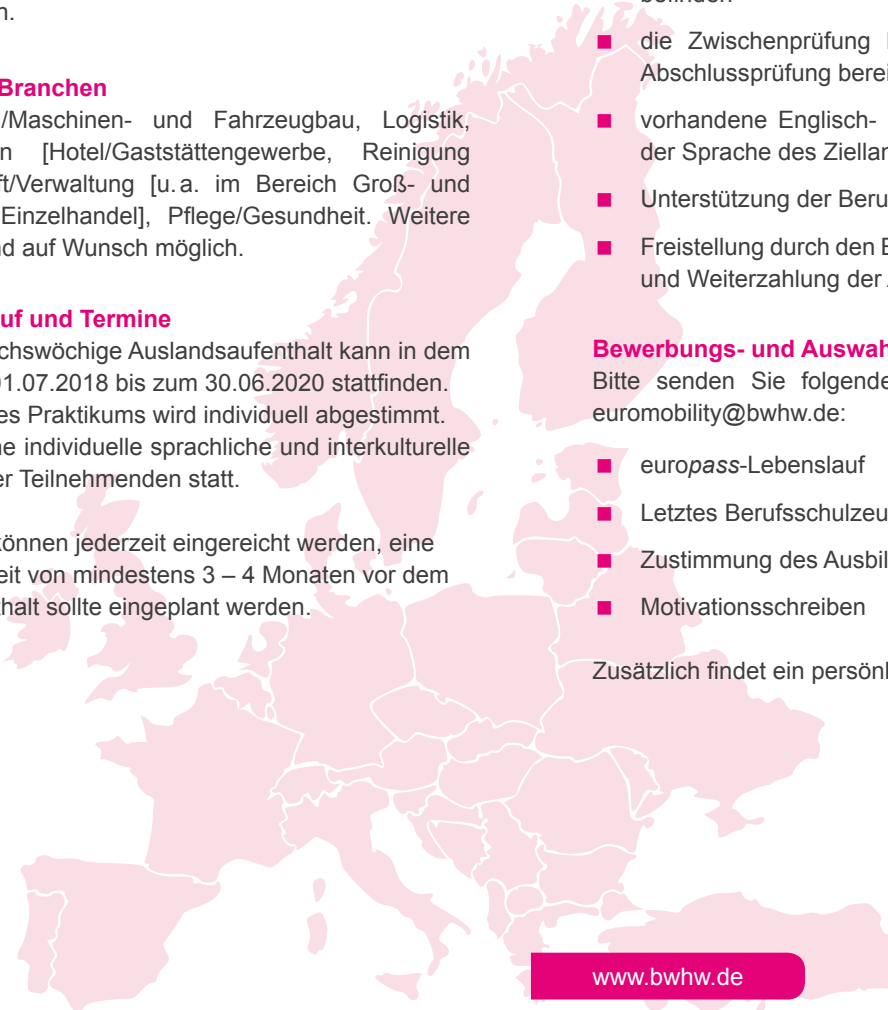 n.
Branchen
/Maschinen- und Fahrzeugbau, Logistik,
n [Hotel/Gaststättengewerbe, Reinigung
ft/Verwaltung [u. a. im Bereich Groß- und
Einzelhandel], Pflege/Gesundheit. Weitere
nd auf Wunsch möglich.
uf und Termine
chswöchige Auslandsaufenthalt kann in dem
01.07.2018 bis zum 30.06.2020 stattfinden.
es Praktikums wird individuell abgestimmt.
ne individuelle sprachliche und interkulturelle
er Teilnehmenden statt.
können jederzeit eingereicht werden, eine
eit von mindestens 3 – 4 Monaten vor dem
thalt sollte eingeplant werden.
die Zwischenprüfung
Abschlussprüfung berei
vorhandene Englisch-
der Sprache des Ziellar
Unterstützung der Beru
Freistellung durch den
und Weiterzahlung der
Bewerbungs- und Auswah
Bitte senden Sie folgende
euromobility@bwhw.de:
europass-Lebenslauf
Letztes Berufsschulzeu
Zustimmung des Ausbil
Motivationsschreiben
Zusätzlich findet ein persönl
www.bwhw.de